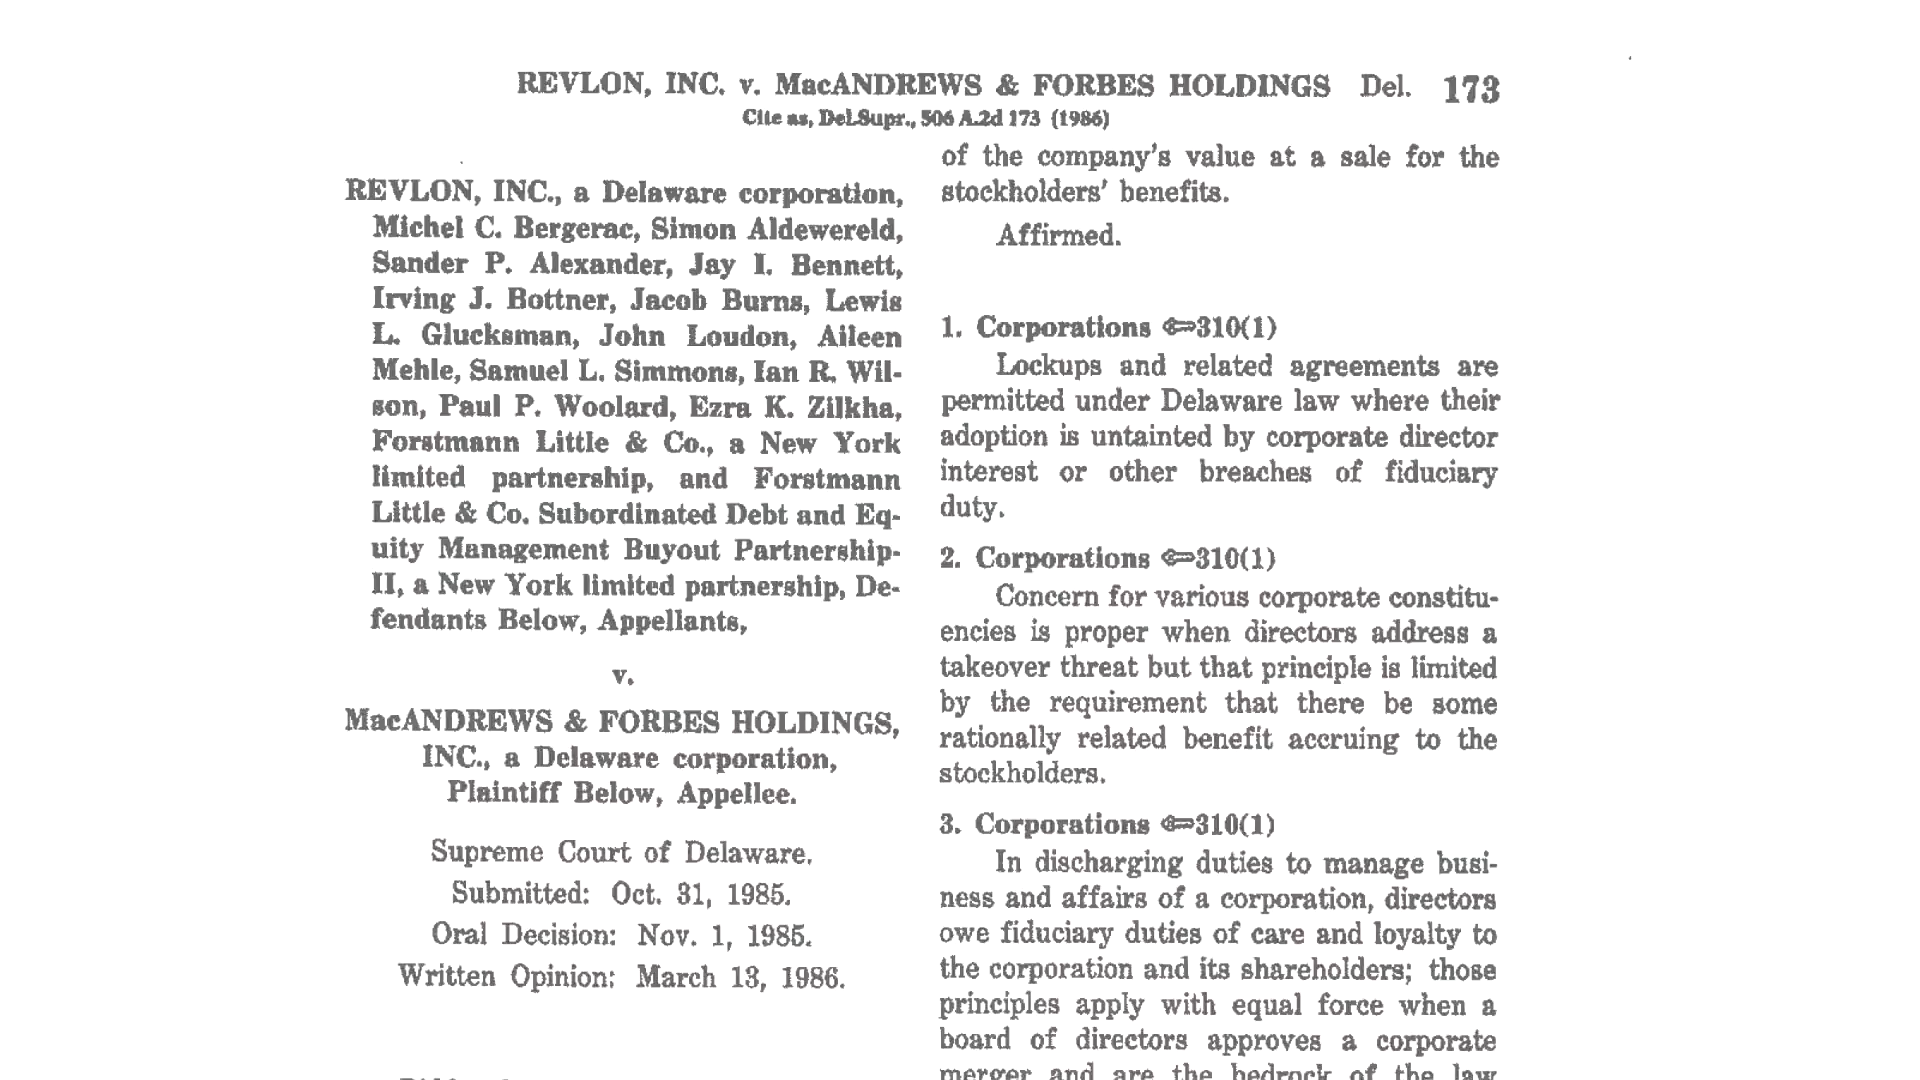 REVLON, INC. v. MacANDREWS & FORBES HOLDINGS Del. 173
Cite as, Del.Supr., 506 A.2d 173 (1986)
REVLON, INC., a Delaware corporation,
Michel C. Bergerac, Simon Aldewereld,
Sander P. Alexander, Jay I. Bennett,
Irving J. Bottner, Jacob Burns, Lewis
L. Glucksman, John Loudon, Aileen
Mehle, Samuel L. Simmons, Ian R. Wil-
son, Paul P. Woolard, Ezra K. Zilkha,
Forstmann Little & Co., a New York
limited partnership, and Forstmann
Little & Co. Subordinated Debt and Eq-
uity Management Buyout Partnership-
II, a New York limited partnership, De-
fendants Below, Appellants,
v.
MacANDREWS & FORBES HOLDINGS,
INC., a Delaware corporation,
Plaintiff Below, Appellee.
Supreme Court of Delaware.
Submitted: Oct. 31, 1985.
Oral Decision: Nov. 1, 1985.
Written Opinion: March 13, 1986.
of the company's value at a sale for the
stockholders' benefits.
Affirmed.
1. Corporations 310(1)
Lockups and related agreements are
permitted under Delaware law where their
adoption is untainted by corporate director
interest or other breaches of fiduciary
duty.
2. Corporations 310(1)
Concern for various corporate constitu-
encies is proper when directors address a
takeover threat but that principle is limited
by the requirement that there be some
rationally related benefit accruing to the
stockholders.
3. Corporations 310(1)
In discharging duties to manage busi-
ness and affairs of a corporation, directors
owe fiduciary duties of care and loyalty to
the corporation and its shareholders; those
principles apply with equal force when a
board of directors approves a corporate
merger and are the bedrock of the law